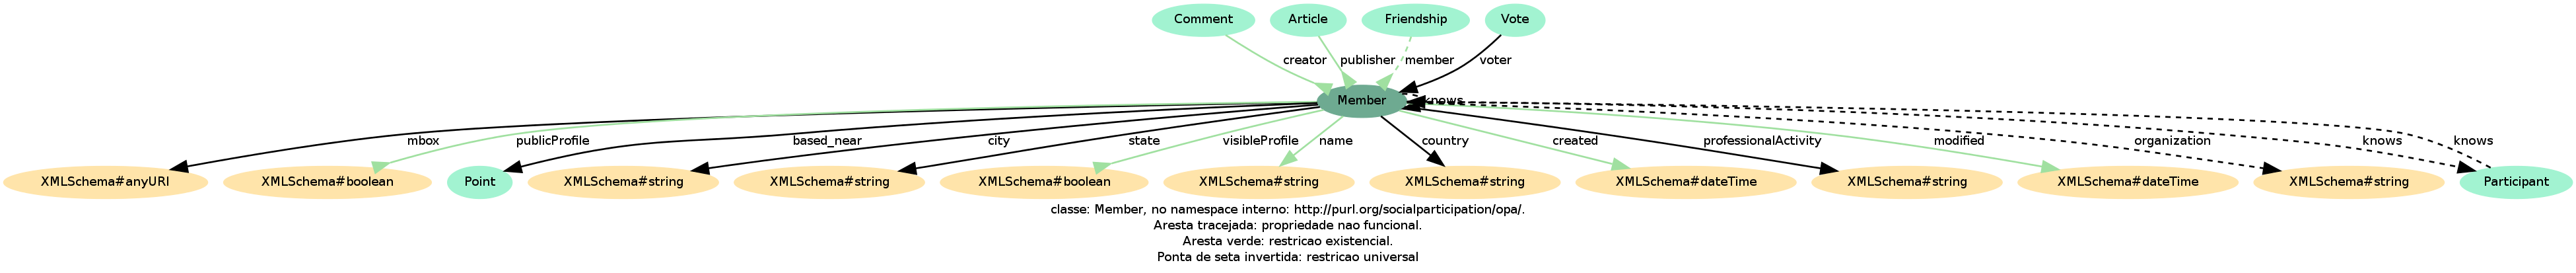 Comment
Article
Friendship
Vote
creator
publisher
member
voter
Member
knows
mbox
publicProfile
based_near
city
state
visibleProfile
name
country
created
professionalActivity
modified
organization
knows
knows
XMLSchema#anyURI
XMLSchema#boolean
Point
XMLSchema#string
XMLSchema#string
XMLSchema#boolean
XMLSchema#string
XMLSchema#string
XMLSchema#dateTime
XMLSchema#string
XMLSchema#dateTime
XMLSchema#string
Participant
classe: Member, no namespace interno: http://purl.org/socialparticipation/opa/.
Aresta tracejada: propriedade nao funcional.
Aresta verde: restricao existencial.
Ponta de seta invertida: restricao universal